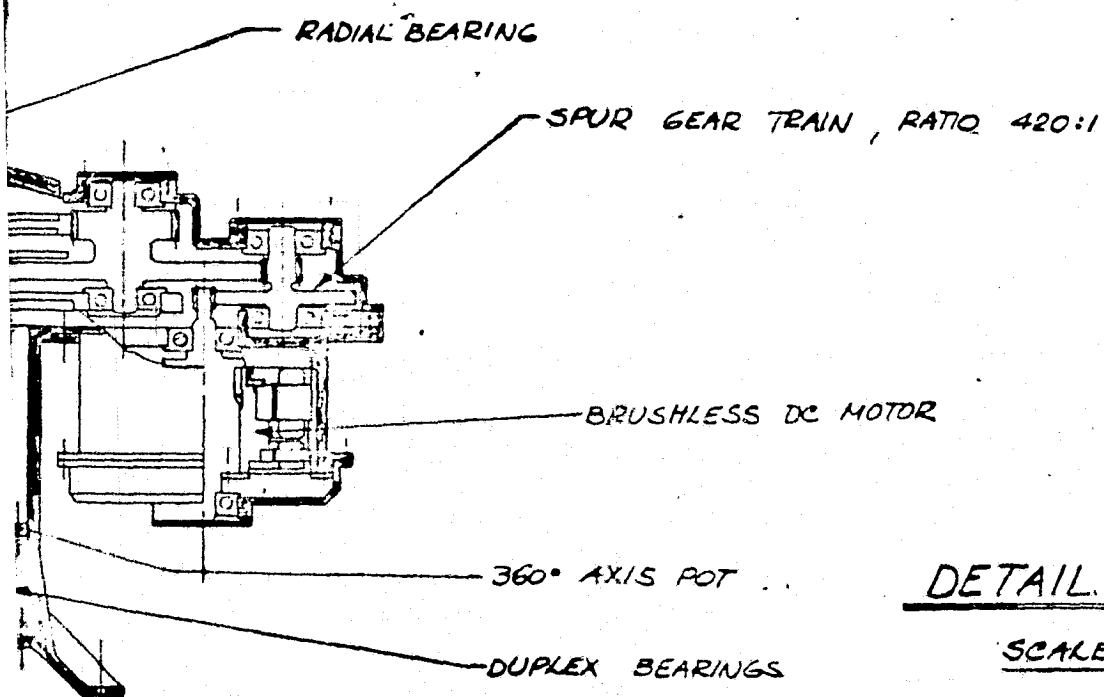 RADIAL BEARING
SPUR GEAR TRAIN, RATIO 420:1
BRUSHLESS DC MOTOR
360° AXIS POT
DETAIL
DUPLEX BEARINGS
SCALE